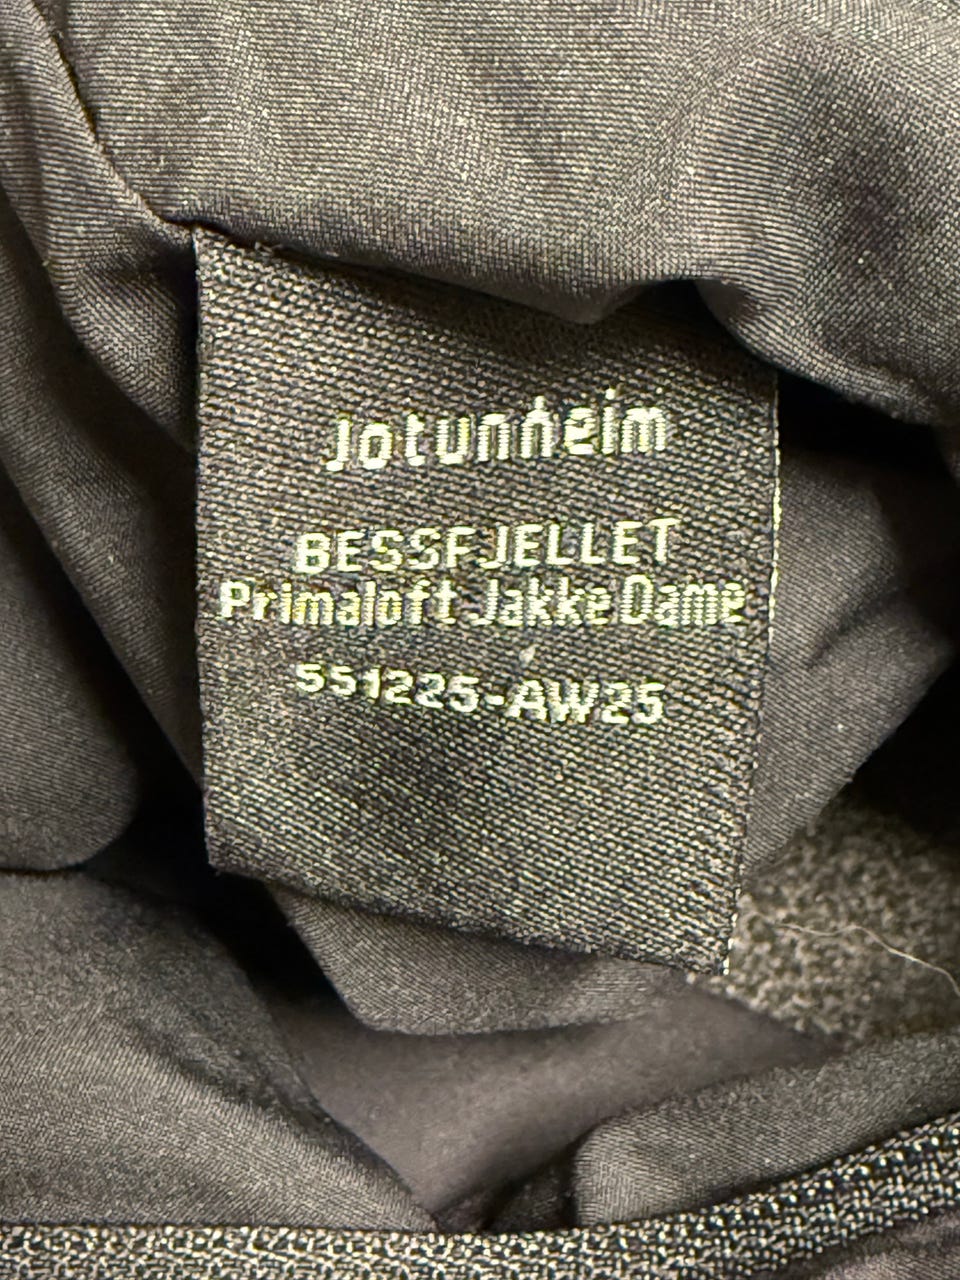 Jotunheim
BESSFJELLET
Primaloft Jakke Dame
551225-AW25